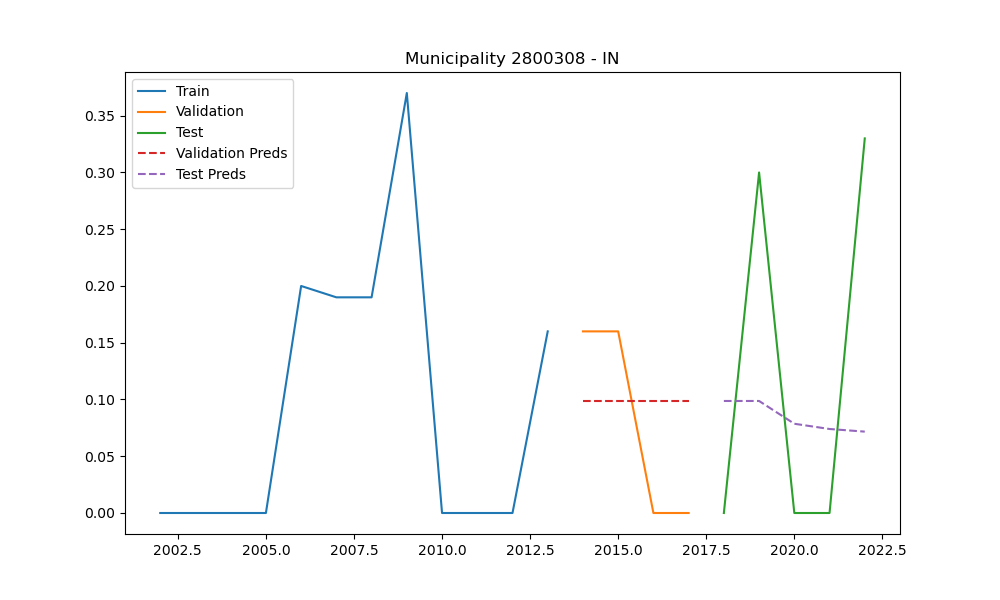 Municipality 2800308 - IN
Train
Validation
Test
Validation Preds
Test Preds
0.35
0.30
0.25
0.20
0.15
0.10
0.05
0.00
2002.5 2005.0 2007.5 2010.0 2012.5 2015.0 2017.5 2020.0 2022.5